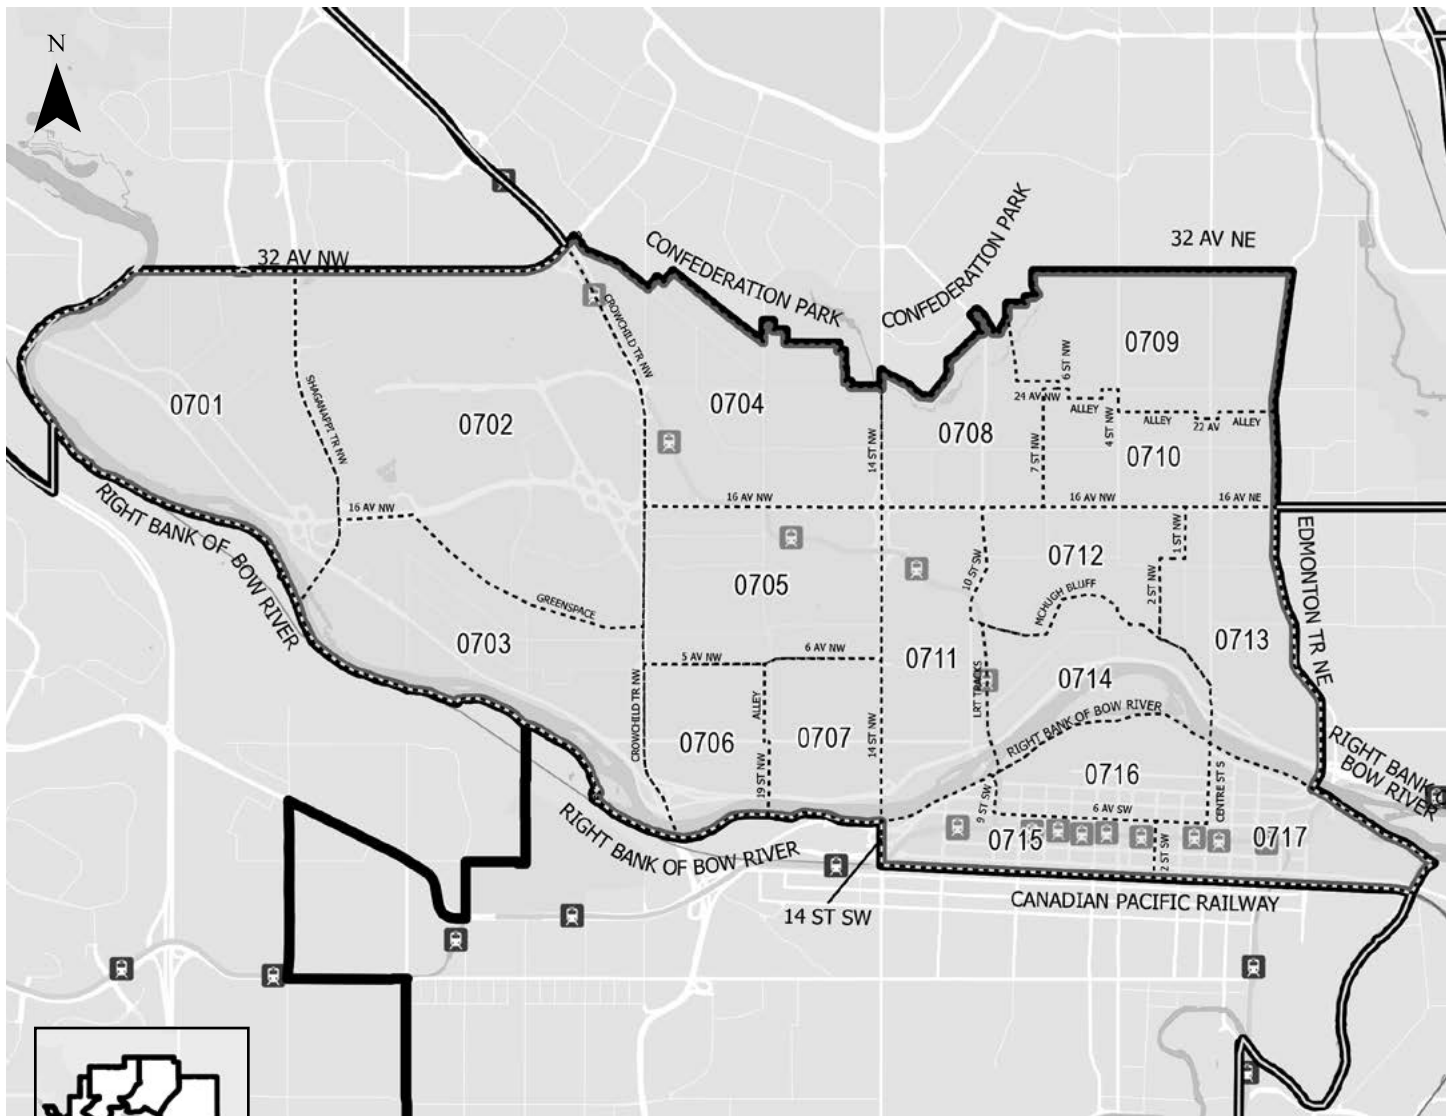 N
32 AV NW
CONFEDERATION PARK
CONFEDERATION PARK
32 AV NE
CROWCHILD TR NW
0709
6 ST NW
0701
SHAGANAPPI TR NW
0702
0704
24 AV NW
ALLEY
ALLEY
22 AV
ALLEY
4 ST NW
0708
14 ST NW
7 ST NW
0710
16 AV NW
16 AV NW
16 AV NW
16 AV NE
RIGHT BANK OF BOW RIVER
EDMONTON TR NE
0712
1 ST NW
10 ST SW
MCHUGH BLUFF
2 ST NW
0705
GREENSPACE
0703
0713
5 AV NW
6 AV NW
0711
LRT TRACKS
0714
CROWCHILD TR NW
ALLEY
19 ST NW
0706
0707
14 ST NW
RIGHT BANK OF BOW RIVER
RIGHT BANK
BOW RIVER
0716
9 ST SW
6 AV SW
CENTRE ST S
0715
2 ST SW
0717
RIGHT BANK OF BOW RIVER
14 ST SW
CANADIAN PACIFIC RAILWAY